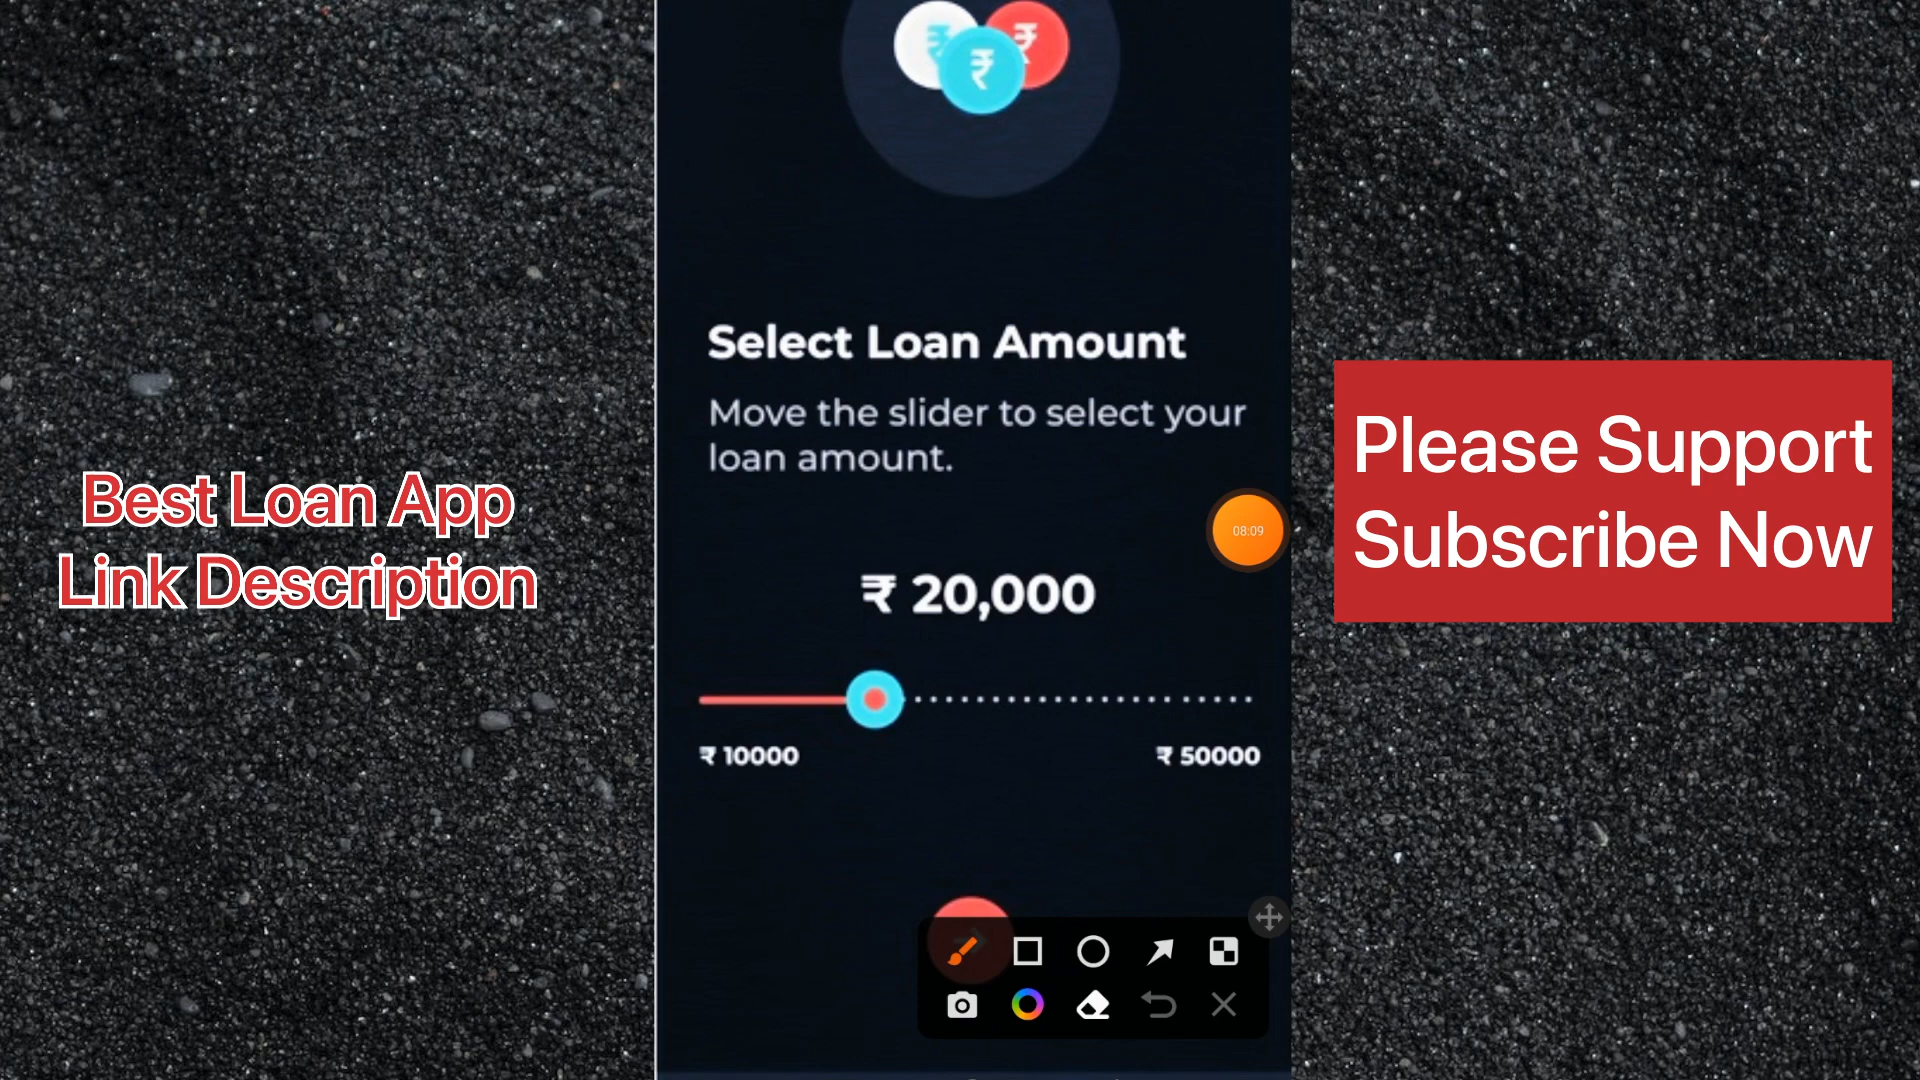 ₹ ₹
₹
Select Loan Amount
Move the slider to select your
loan amount.
Best Loan App
Link Description
Please Support
Subscribe Now
08:09
₹ 20,000
₹ 10000
₹ 50000